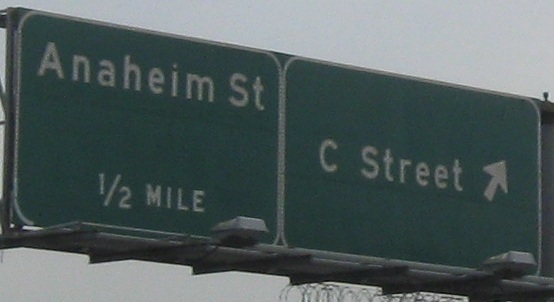 Anaheim St
1/2 MILE
C Street